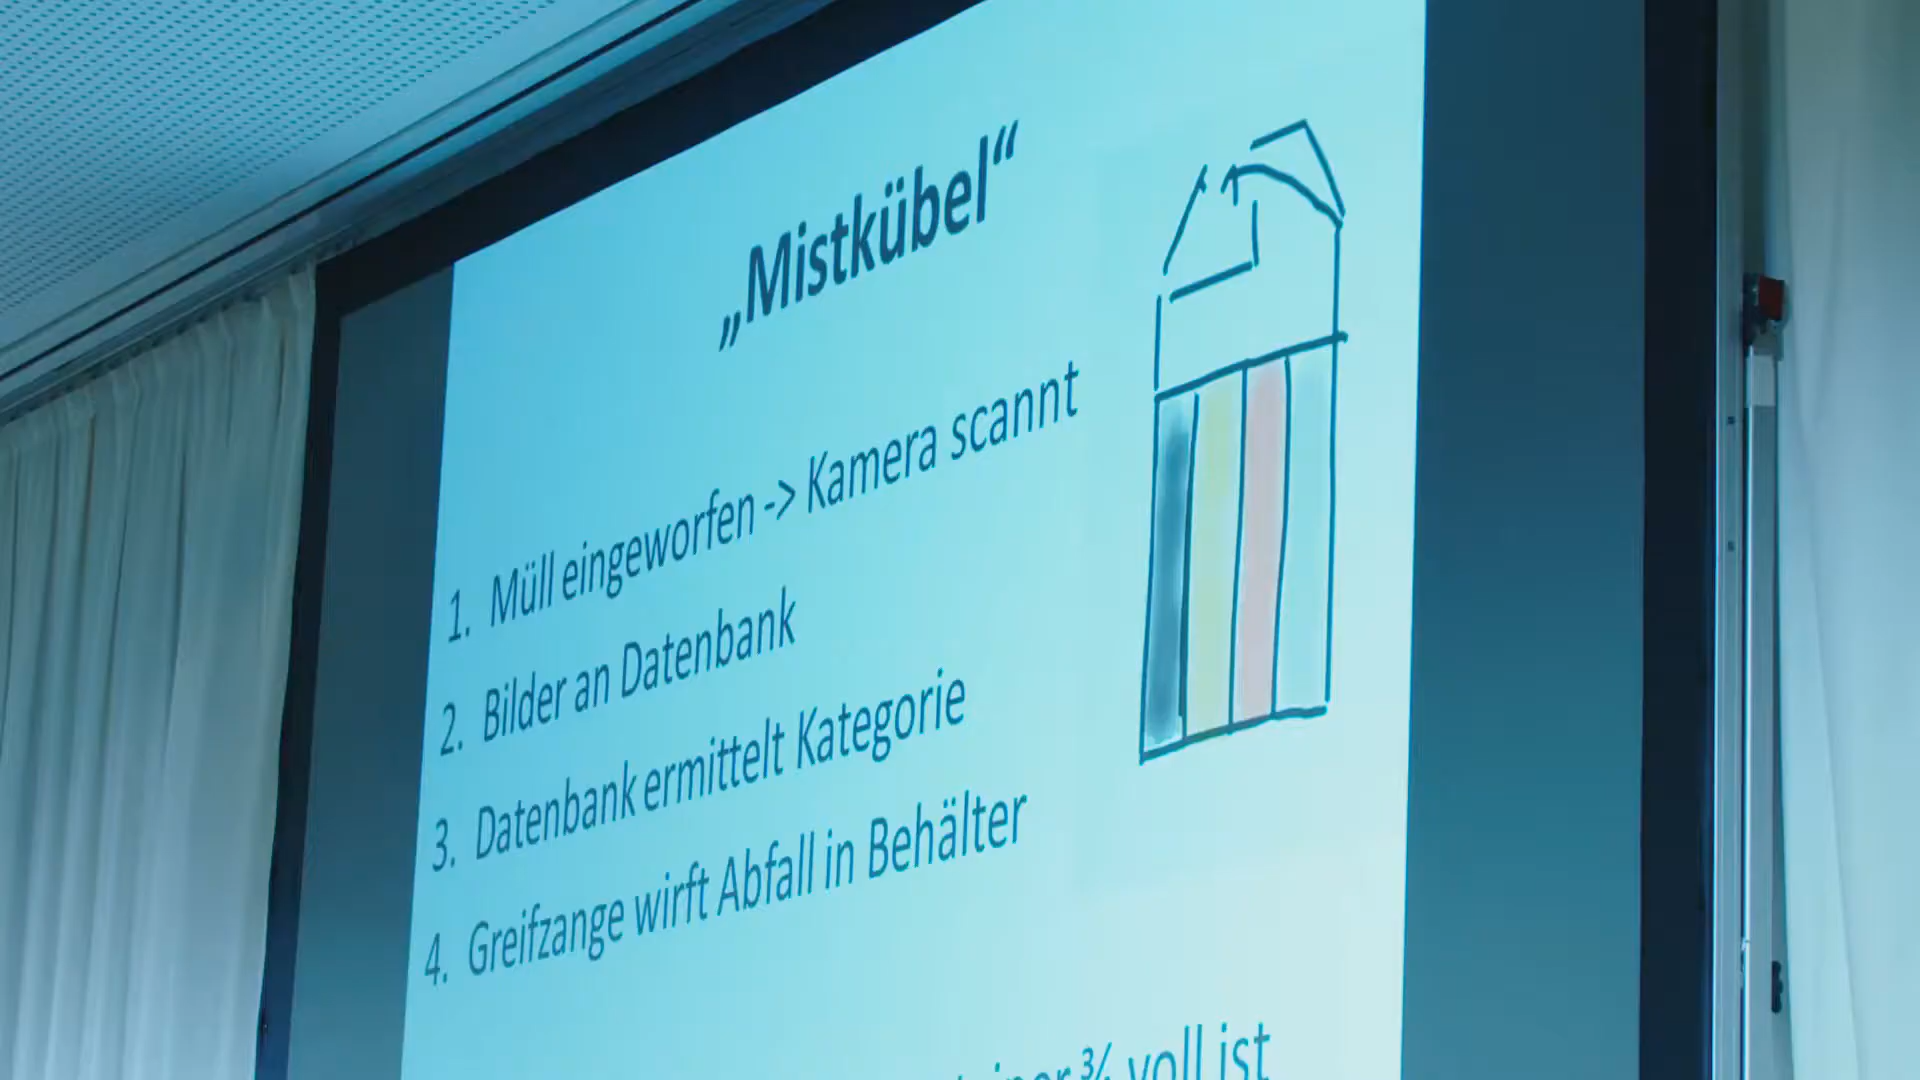 „Mistkübel“
1. Müll eingeworfen -> Kamera scannt
2. Bilder an Datenbank
3. Datenbank ermittelt Kategorie
4. Greifzange wirft Abfall in Behälter
¾ voll ist